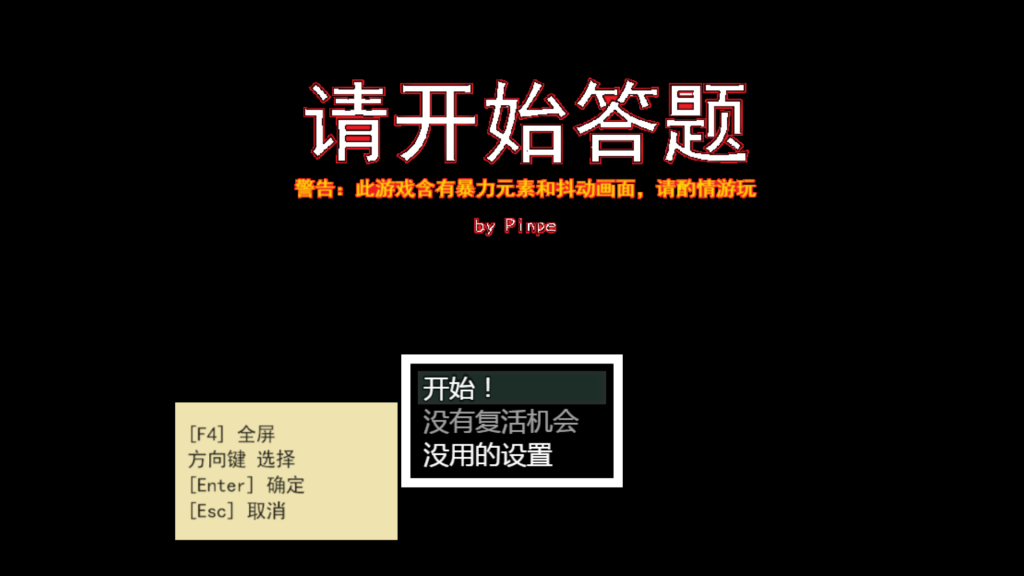 请开始答题
警告：此游戏含有暴力元素和抖动画面，请酌情游玩
by Pinpe
开始！
没有复活机会
没用的设置
[F4] 全屏
方向键 选择
[Enter] 确定
[Esc] 取消